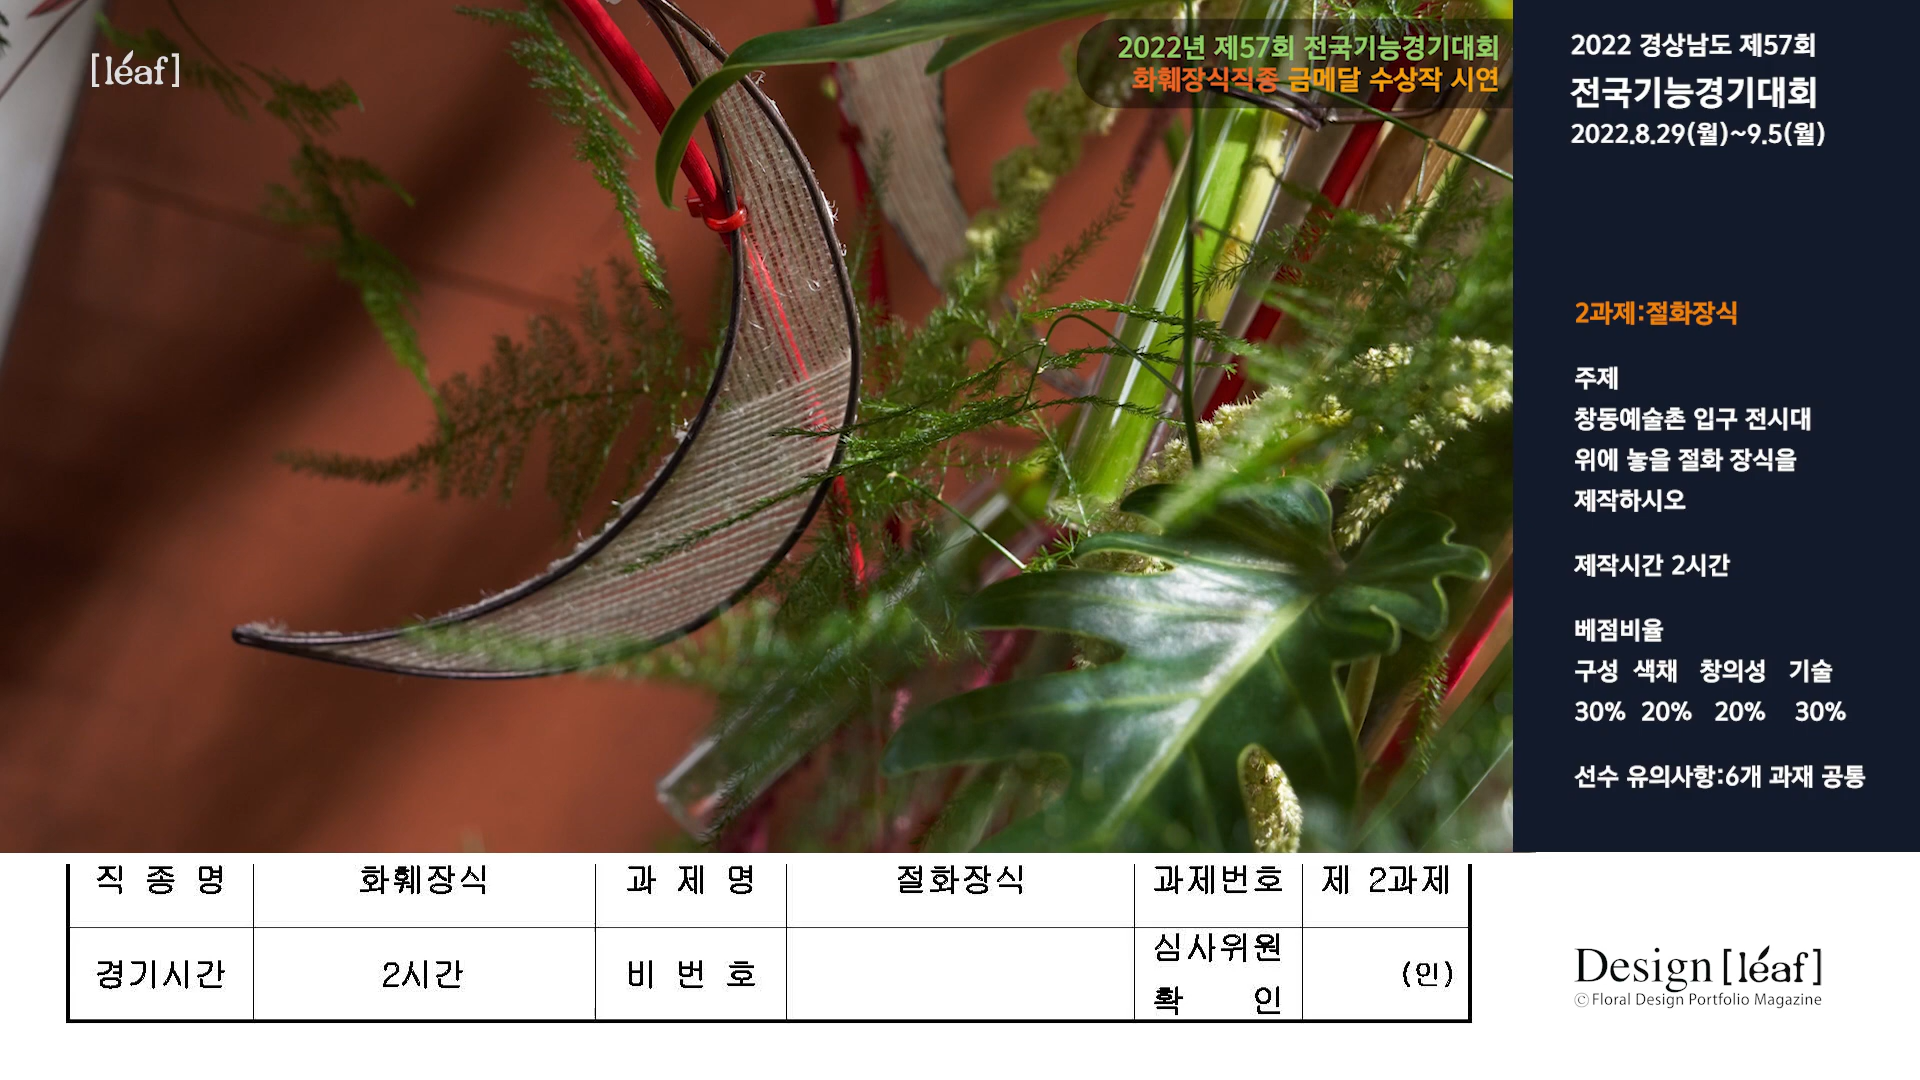 [léaf]
2022년 제57회 전국기능경기대회
화훼장식직종 금메달 수상작 시연
2022 경상남도 제57회
전국기능경기대회
2022.8.29(월)~9.5(월)
2과제:절화장식
주제
창동예술촌 입구 전시대
위에 놓을 절화 장식을
제작하시오
제작시간 2시간
베점비율
구성 색채 창의성 기술
30% 20% 20% 30%
선수 유의사항:6개 과재 공통
직 종 명 화훼장식 과 제 명 절화장식 과제번호 제 2과제
경기시간 2시간 비 번 호 심사위원 확 인 (인)
Design [léaf]
©Floral Design Portfolio Magazine